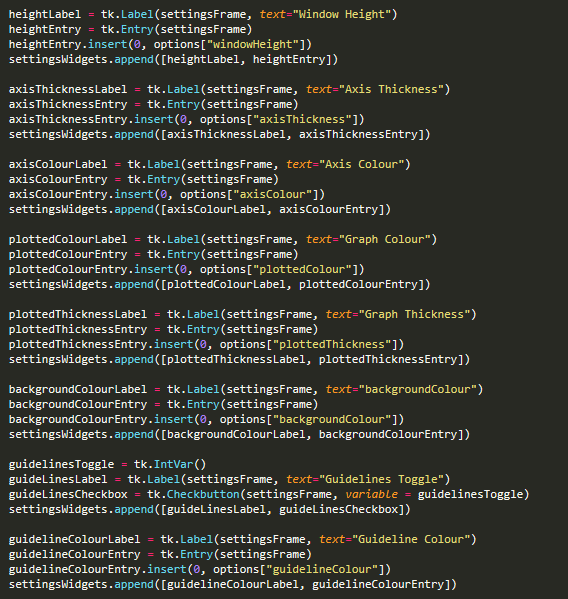 heightLabel = tk.Label(settingsFrame, text="Window Height")
heightEntry = tk.Entry(settingsFrame)
heightEntry.insert(0, options["windowHeight"])
settingsWidgets.append([heightLabel, heightEntry])

axisThicknessLabel = tk.Label(settingsFrame, text="Axis Thickness")
axisThicknessEntry = tk.Entry(settingsFrame)
axisThicknessEntry.insert(0, options["axisThickness"])
settingsWidgets.append([axisThicknessLabel, axisThicknessEntry])

axisColourLabel = tk.Label(settingsFrame, text="Axis Colour")
axisColourEntry = tk.Entry(settingsFrame)
axisColourEntry.insert(0, options["axisColour"])
settingsWidgets.append([axisColourLabel, axisColourEntry])

plottedColourLabel = tk.Label(settingsFrame, text="Graph Colour")
plottedColourEntry = tk.Entry(settingsFrame)
plottedColourEntry.insert(0, options["plottedColour"])
settingsWidgets.append([plottedColourLabel, plottedColourEntry])

plottedThicknessLabel = tk.Label(settingsFrame, text="Graph Thickness")
plottedThicknessEntry = tk.Entry(settingsFrame)
plottedThicknessEntry.insert(0, options["plottedThickness"])
settingsWidgets.append([plottedThicknessLabel, plottedThicknessEntry])

backgroundColourLabel = tk.Label(settingsFrame, text="backgroundColour")
backgroundColourEntry = tk.Entry(settingsFrame)
backgroundColourEntry.insert(0, options["backgroundColour"])
settingsWidgets.append([backgroundColourLabel, backgroundColourEntry])

guidelinesToggle = tk.IntVar()
guideLinesLabel = tk.Label(settingsFrame, text="Guidelines Toggle")
guideLinesCheckbox = tk.Checkbutton(settingsFrame, variable = guidelinesToggle)
settingsWidgets.append([guideLinesLabel, guideLinesCheckbox])

guidelineColourLabel = tk.Label(settingsFrame, text="Guideline Colour")
guidelineColourEntry = tk.Entry(settingsFrame)
guidelineColourEntry.insert(0, options["guidelineColour"])
settingsWidgets.append([guidelineColourLabel, guidelineColourEntry])